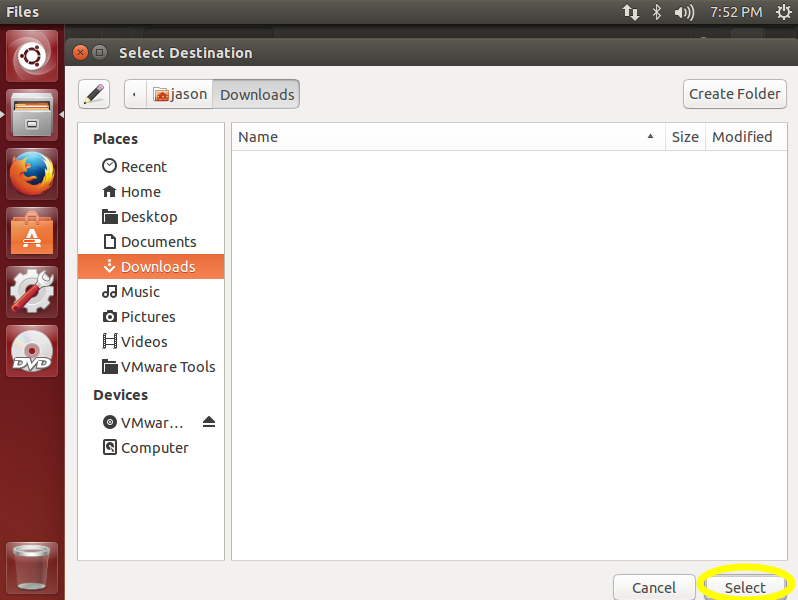 Files
7:52 PM
Select Destination
jason
Downloads
Create Folder
Places
Recent
Home
Desktop
Documents
Downloads
Music
Pictures
Videos
VMware Tools
Devices
VMwar...
Computer
Name
Size
Modified
A
DVD
Cancel
Select